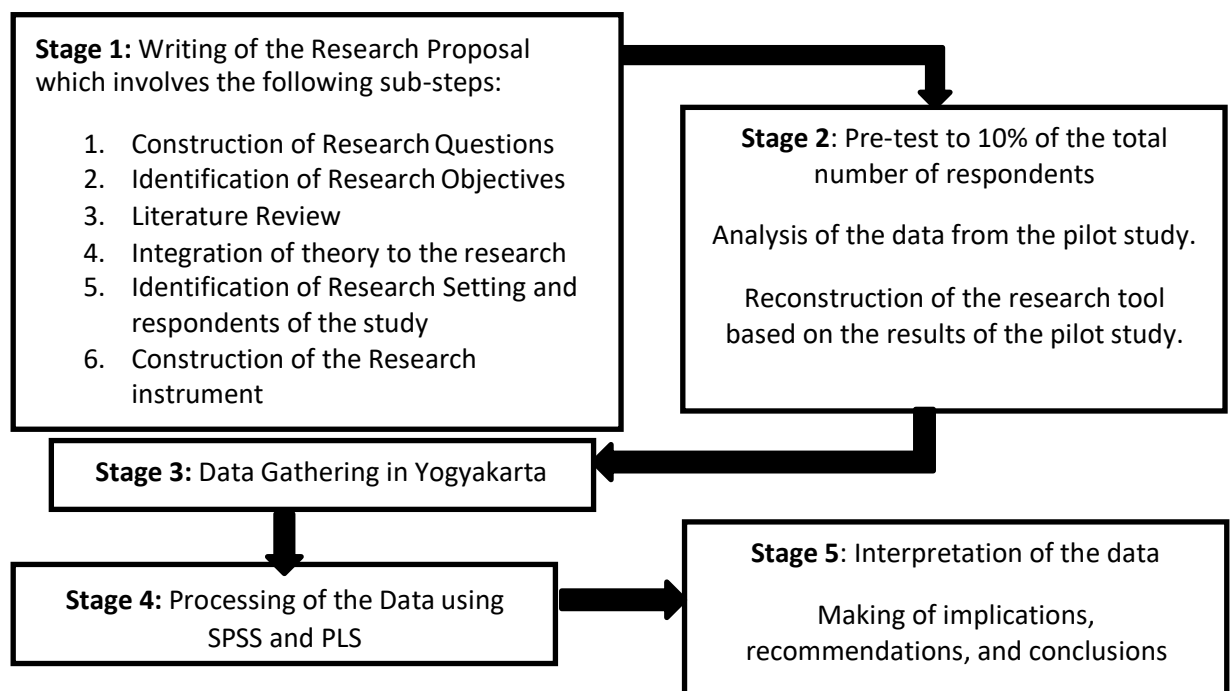 Stage 1: Writing of the Research Proposal
which involves the following sub-steps:
1. Construction of Research Questions
2. Identification of Research Objectives
3. Literature Review
4. Integration of theory to the research
5. Identification of Research Setting and
respondents of the study
6. Construction of the Research
instrument
Stage 2: Pre-test to 10% of the total
number of respondents
Analysis of the data from the pilot study.
Reconstruction of the research tool
based on the results of the pilot study.
Stage 3: Data Gathering in Yogyakarta
Stage 4: Processing of the Data using
SPSS and PLS
Stage 5: Interpretation of the data
Making of implications,
recommendations, and conclusions